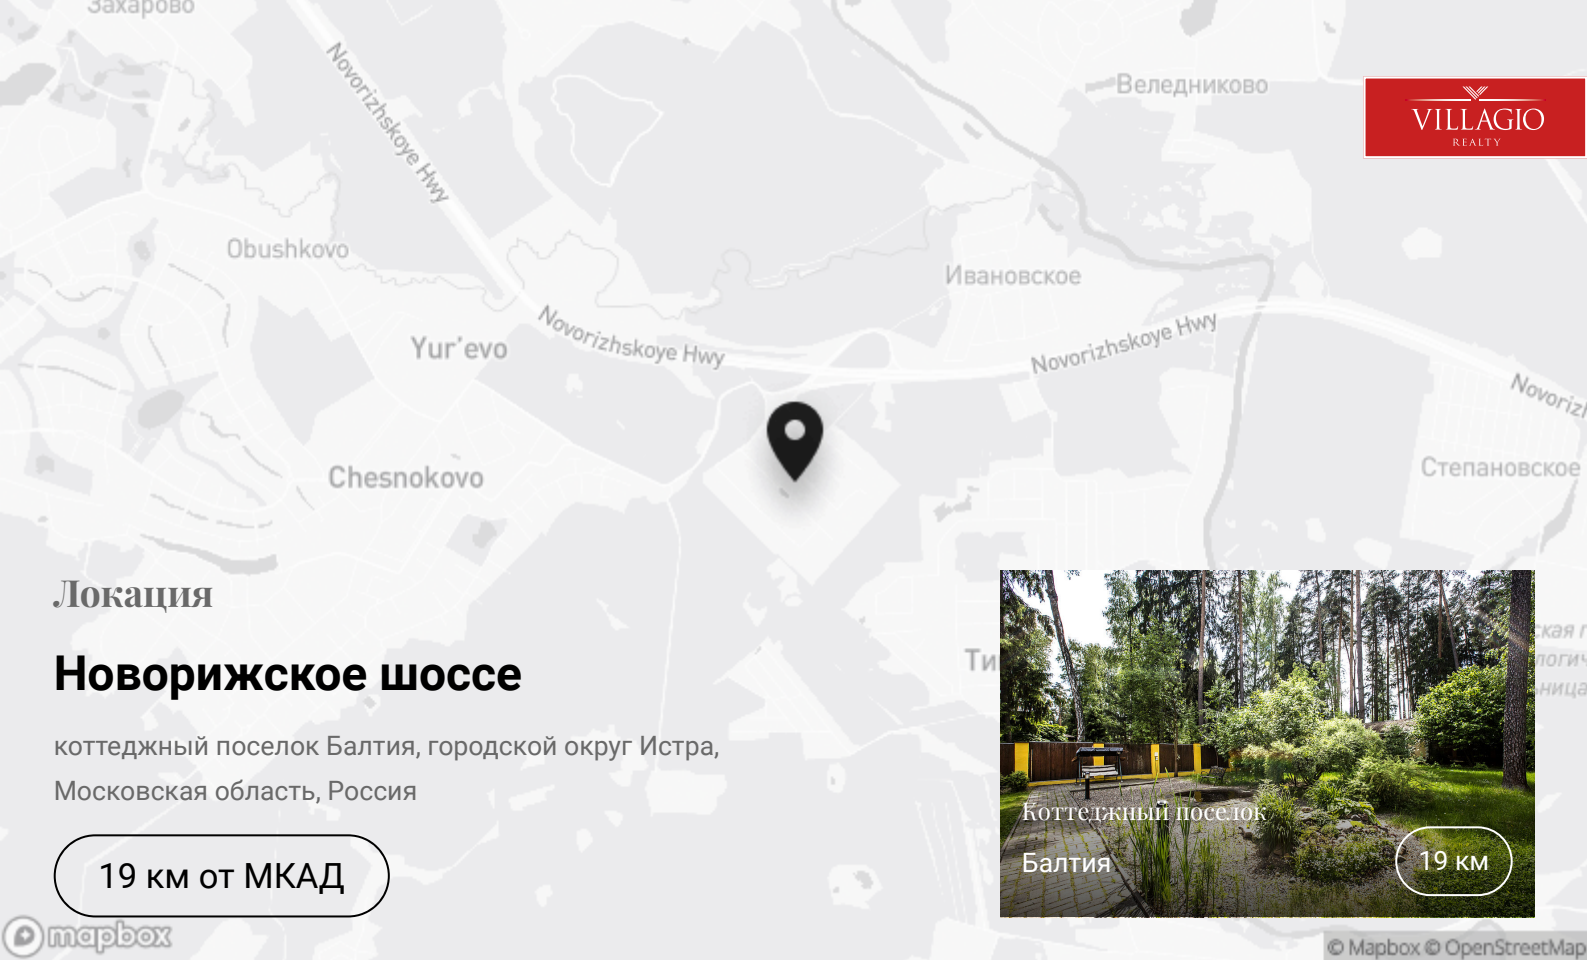 Захарово
Novorizhskoye Hwy
Веледниково
VILLAGIO
REALTY
Obushkovo
Ивановское
Novorizhskoye Hwy
Novorizhskoye Hwy
Yur'evo
Novorizh
Степановское
Chesnokovo
Локация
Новорижское шоссе
коттеджный поселок Балтия, городской округ Истра,
Московская область, Россия
19 км от МКАД
Коттеджный поселок
Балтия
19 км
mapbox
© Mapbox © OpenStreetMap